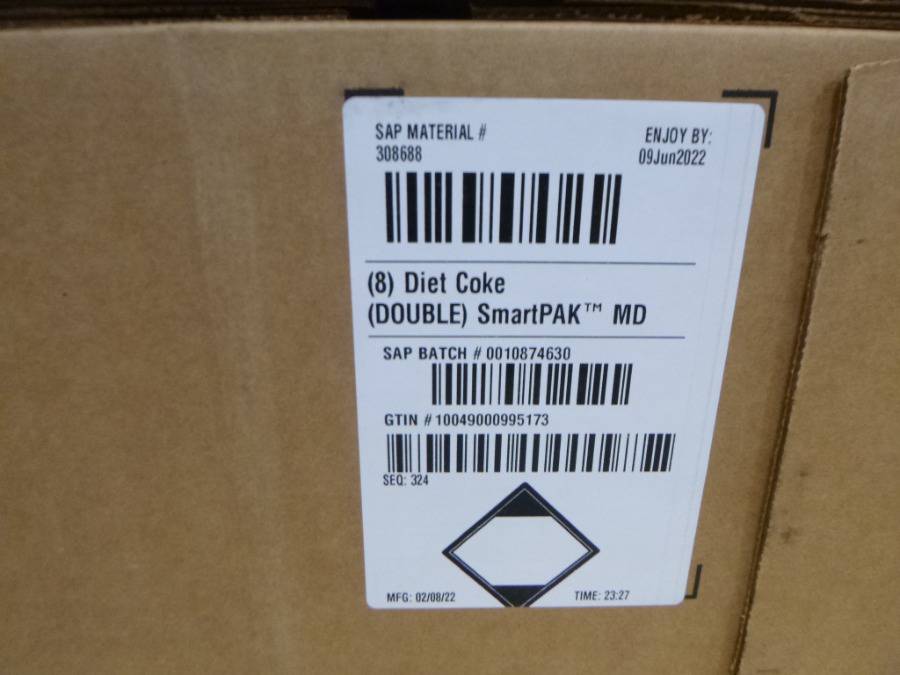 SAP MATERIAL #
308688
ENJOY BY:
09Jun2022
(8) Diet Coke
(DOUBLE) SmartPAK™ MD
SAP BATCH # 0010874630
GTIN # 10049000995173
SEQ: 324
MFG: 02/08/22
TIME: 23:27